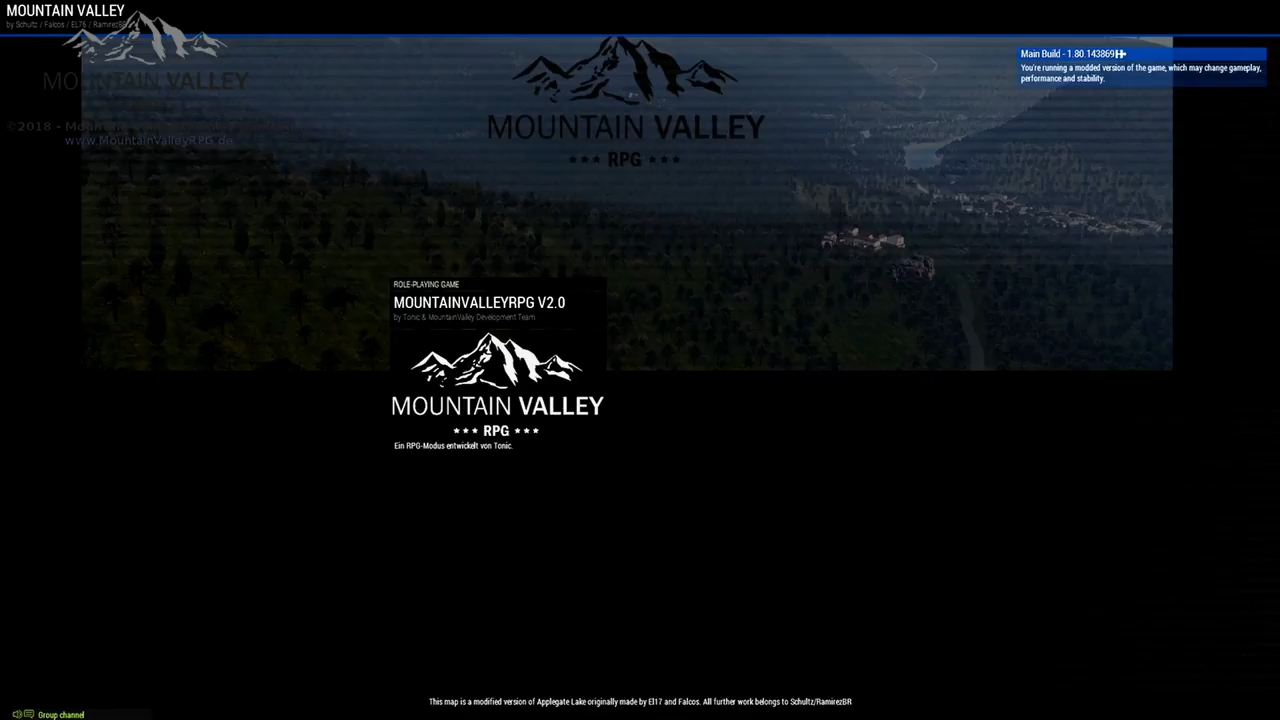 MOUNTAIN VALLEY
by Schultz / Falcos / EL76 / RamirezBR
MOUNTAIN VALLEY
www.MountainValleyRPG.de
MOUNTAIN VALLEY
*** RPG ***
Main Build - 1.80.143869
You're running a modded version of the game, which may change gameplay,
performance and stability.
ROLE-PLAYING GAME
MOUNTAINVALLEYRPG V2.0
by Tonic & MountainValley Development Team
MOUNTAIN VALLEY
*** RPG ***
Ein RPG-Modus entwickelt von Tonic.
This map is a modified version of Applegate Lake originally made by El17 and Falcos. All further work belongs to Schultz/RamirezBR
Group channel